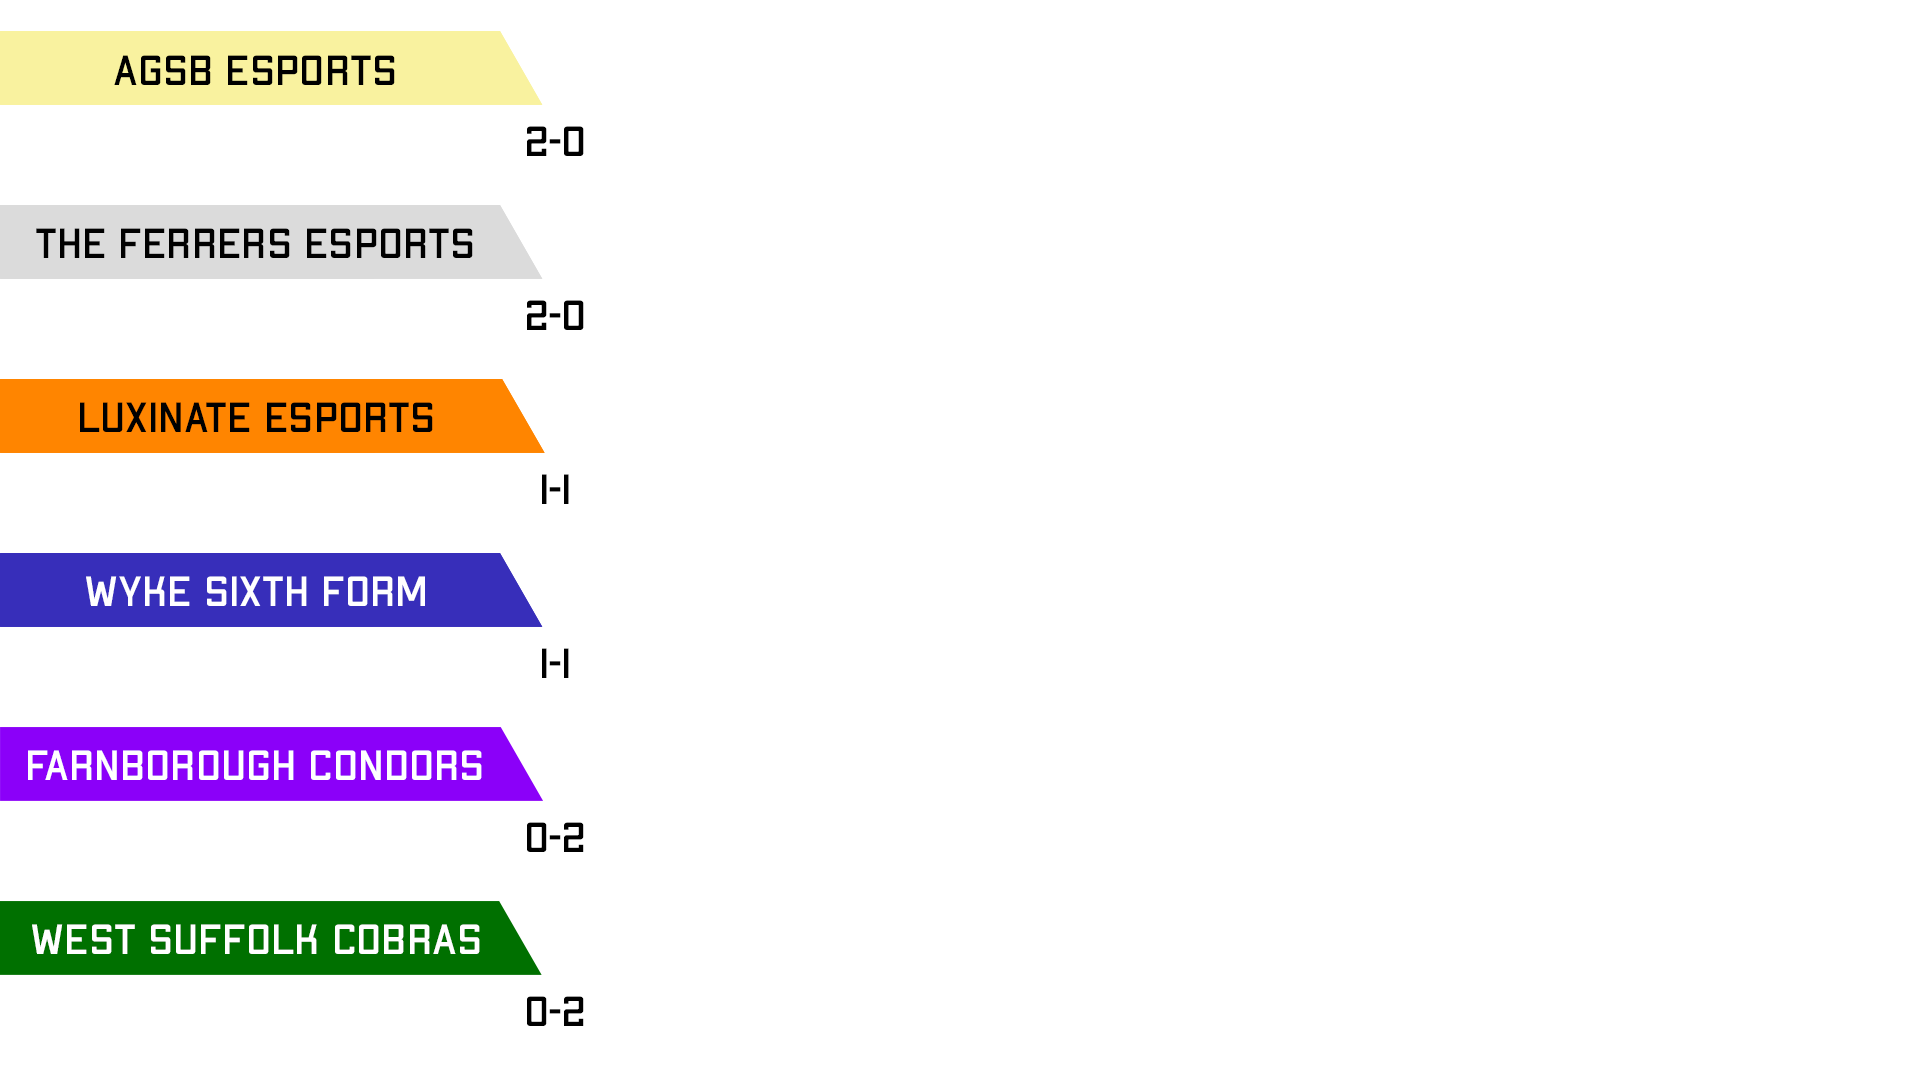 AGSB ESPORTS
2-0
THE FERRERS ESPORTS
2-0
LUXINATE ESPORTS
1-1
WYKE SIXTH FORM
1-1
FARNBOROUGH CONDORS
0-2
WEST SUFFOLK COBRAS
0-2